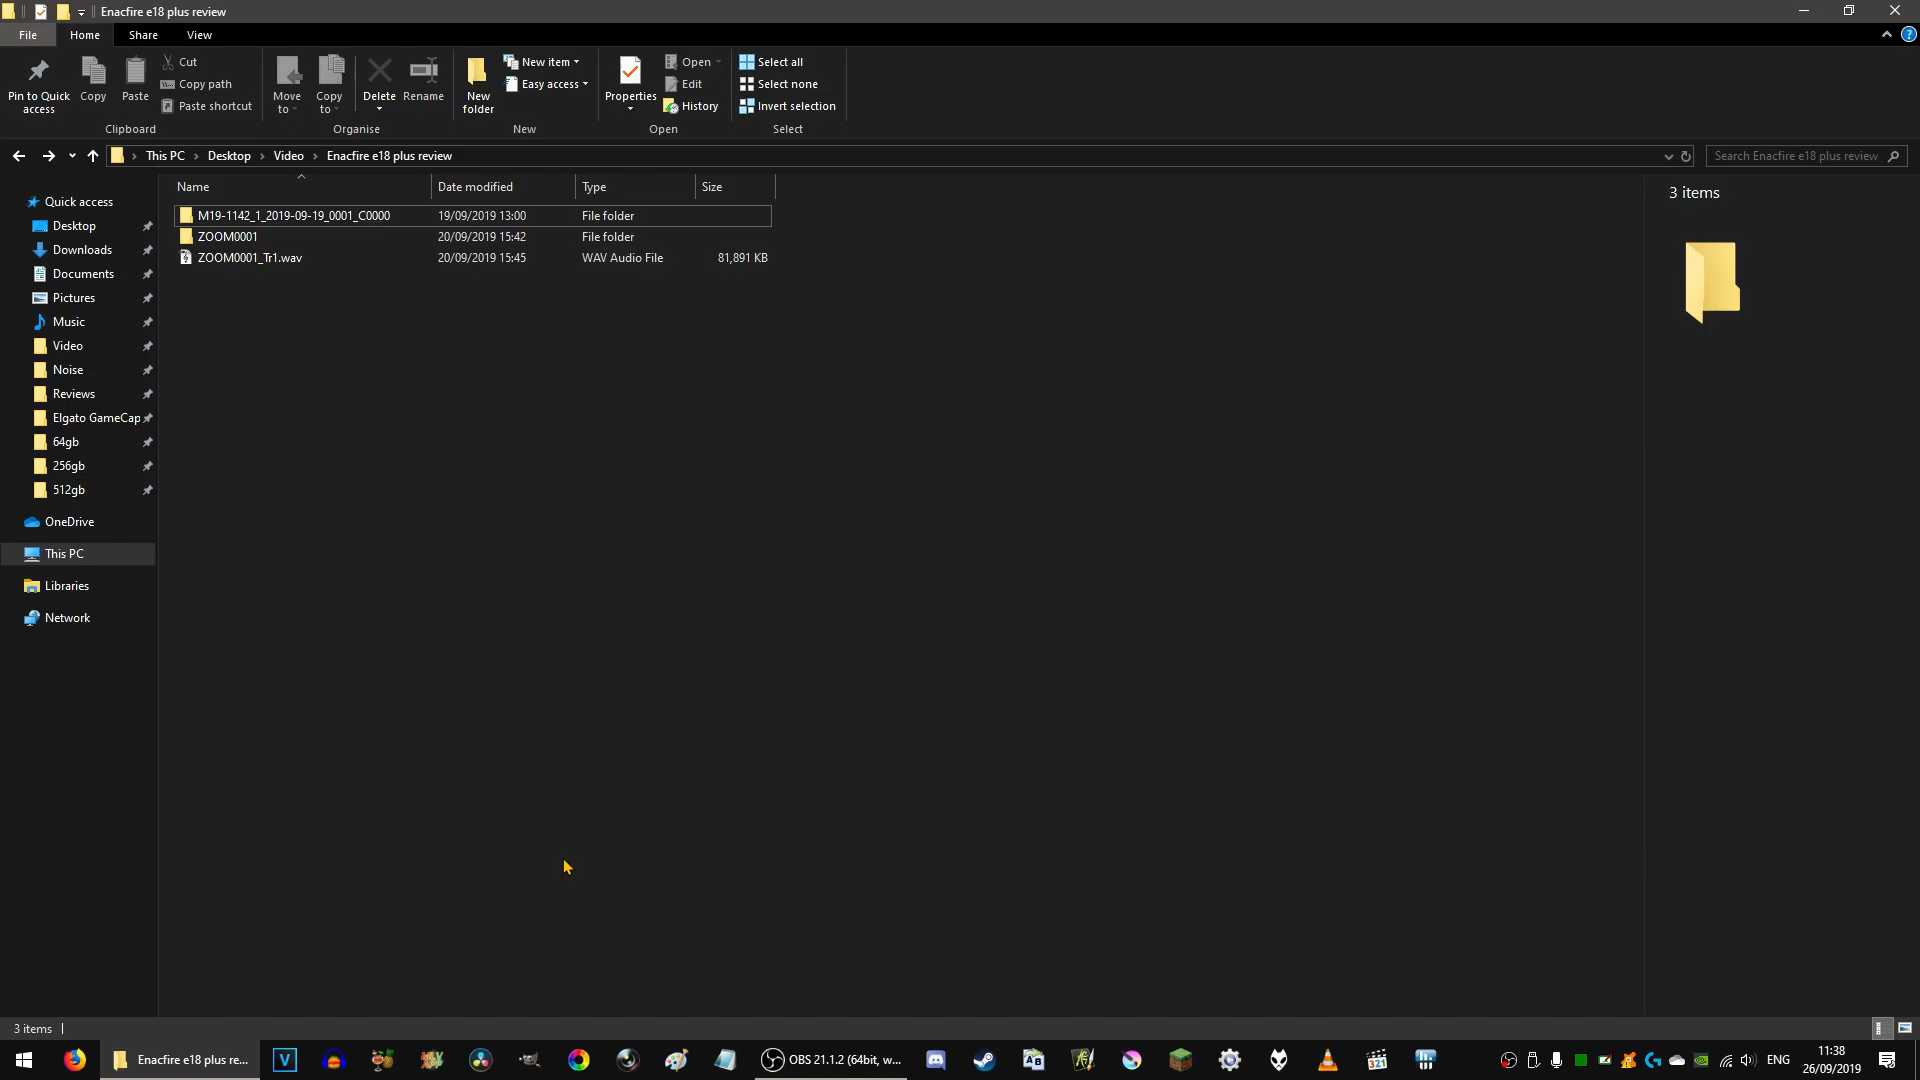 Enacfire e18 plus review
File Home Share View
Pin to Quick access
Copy
Paste
Cut
Copy path
Paste shortcut
Clipboard
Move to
Copy to
Delete
Rename
Organise
New folder
New item
Easy access
New
Properties
Open
Edit
History
Open
Select all
Select none
Invert selection
Select
This PC > Desktop > Video > Enacfire e18 plus review
Search Enacfire e18 plus review
Name Date modified Type Size
M19-1142_1_2019-09-19_0001_C0000 19/09/2019 13:00 File folder
ZOOM0001 20/09/2019 15:42 File folder
ZOOM0001_Tr1.wav 20/09/2019 15:45 WAV Audio File 81,891 KB
3 items
Quick access
Desktop
Downloads
Documents
Pictures
Music
Video
Noise
Reviews
Elgato GameCap
64gb
256gb
512gb
OneDrive
This PC
Libraries
Network
3 items
Enacfire e18 plus re...
V
OBS 21.1.2 (64bit, w...
AB
321
ENG
11:38
26/09/2019